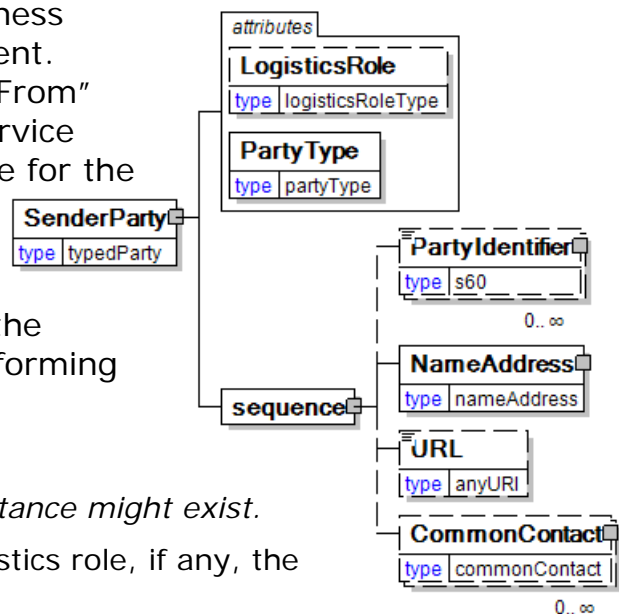 ness
ent.
From"
rvice
e for the
the
forming
tance might exist.
stics role, if any, the
attributes
LogisticsRole
type logisticsRoleType
PartyType
type partyType
SenderParty
type typedParty
sequence
PartyIdentifier
type s60
0.. ∞
NameAddress
type nameAddress
URL
type anyURI
CommonContact
type commonContact
0.. ∞